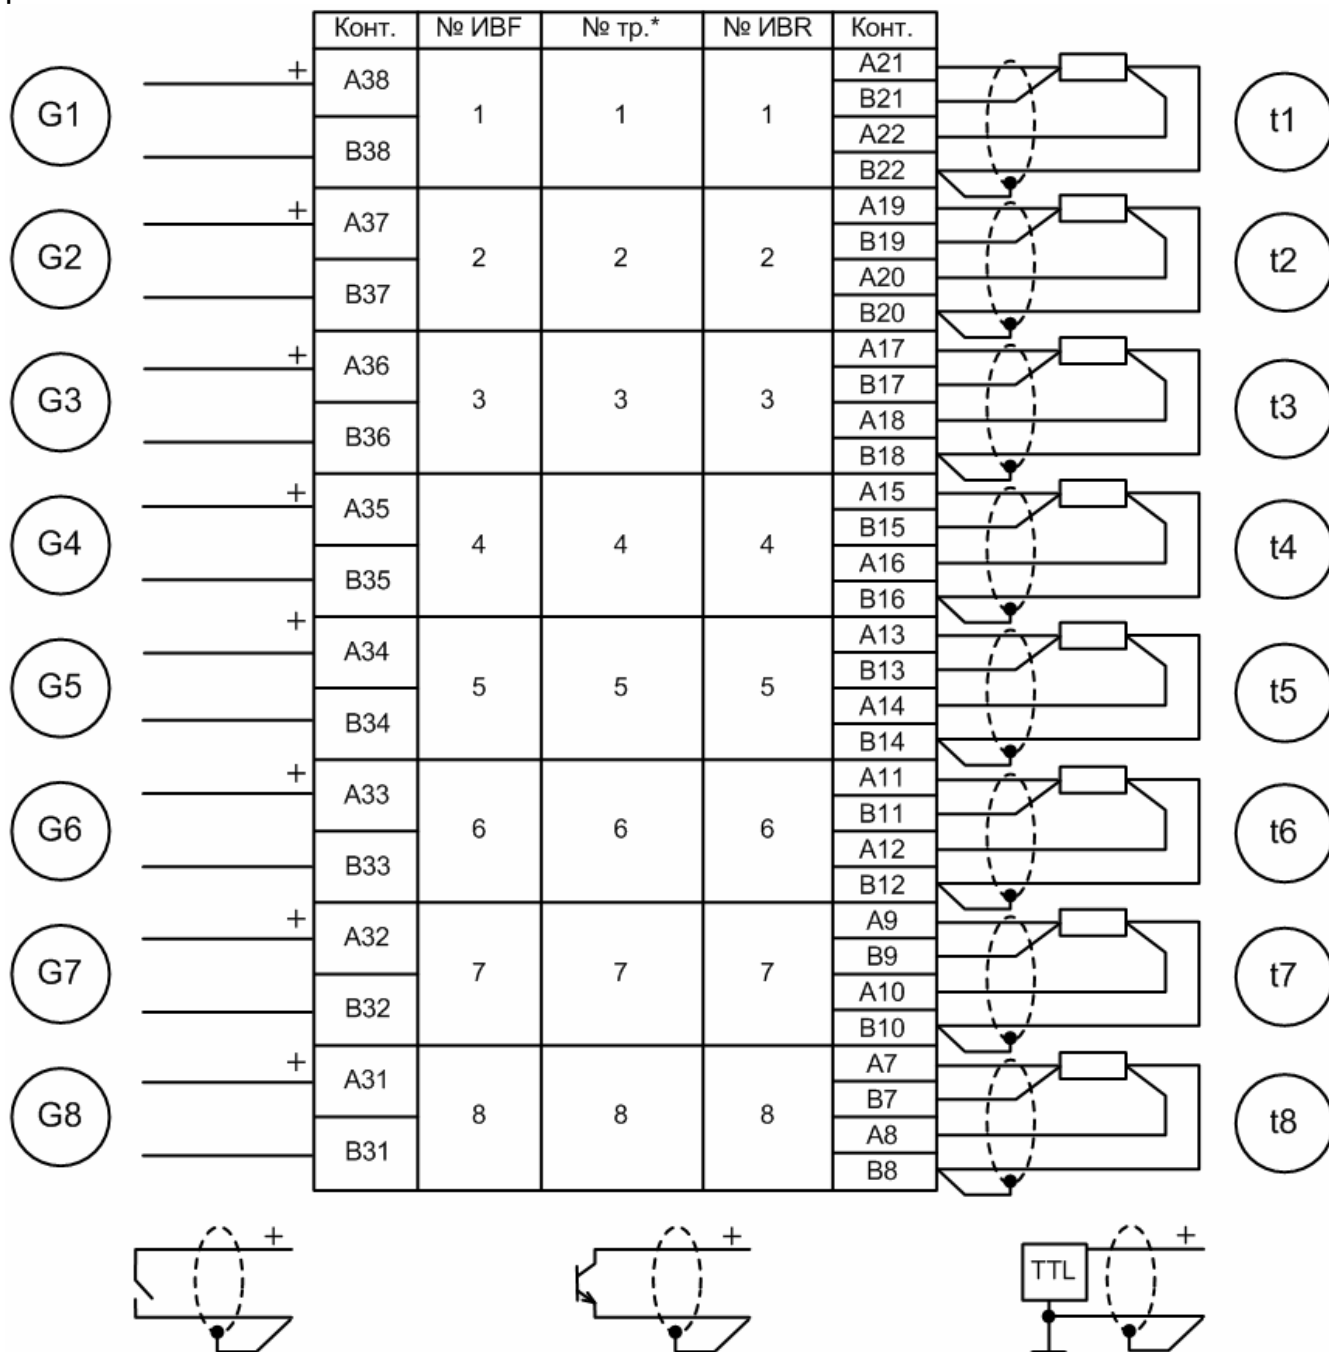 Конт. № ИВF № тр.* № ИВR Конт.
G1 + A38 B38 1 1 1 A21 B21 A22 B22 t1
G2 + A37 B37 2 2 2 A19 B19 A20 B20 t2
G3 + A36 B36 3 3 3 A17 B17 A18 B18 t3
G4 + A35 B35 4 4 4 A15 B15 A16 B16 t4
G5 + A34 B34 5 5 5 A13 B13 A14 B14 t5
G6 + A33 B33 6 6 6 A11 B11 A12 B12 t6
G7 + A32 B32 7 7 7 A9 B9 A10 B10 t7
G8 + A31 B31 8 8 8 A7 B7 A8 B8 t8
+ + TTL +